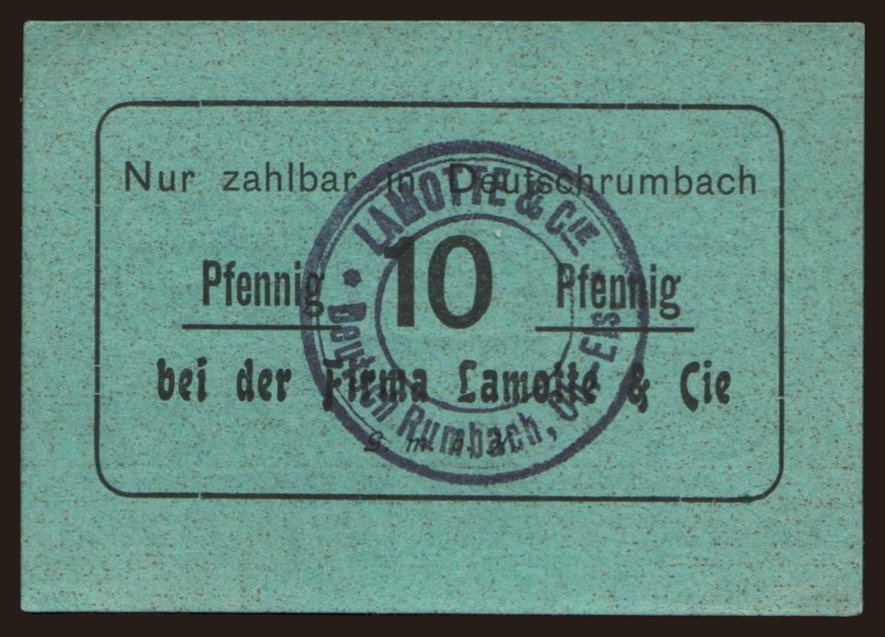 Nur zahlbar in Deutschrumbach
Pfennig 10 Pfennig
bei der Firma Lamotte & Cie
G. m. b. H.
LAMOTTE & CIE
* Deutsch Rumbach,